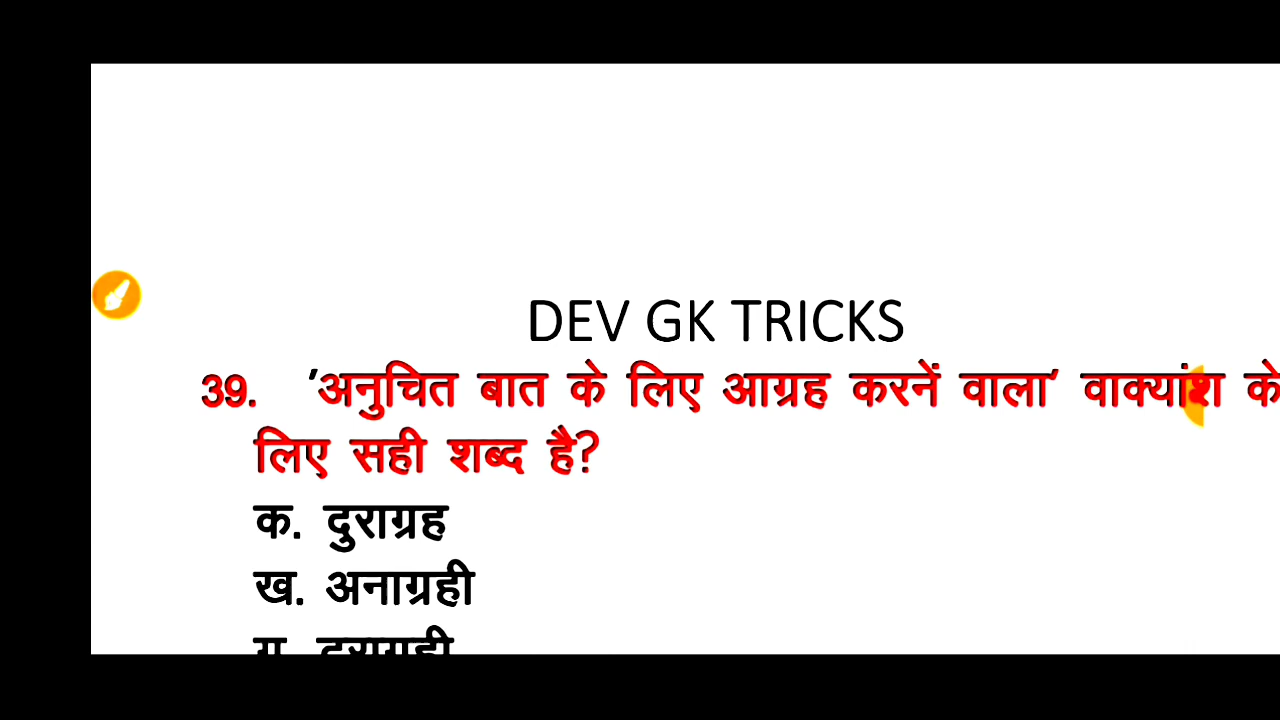 DEV GK TRICKS
39. 'अनुचित बात के लिए आग्रह करनें वाला' वाक्यांश के
लिए सही शब्द है?
क. दुराग्रह
ख. अनाग्रही